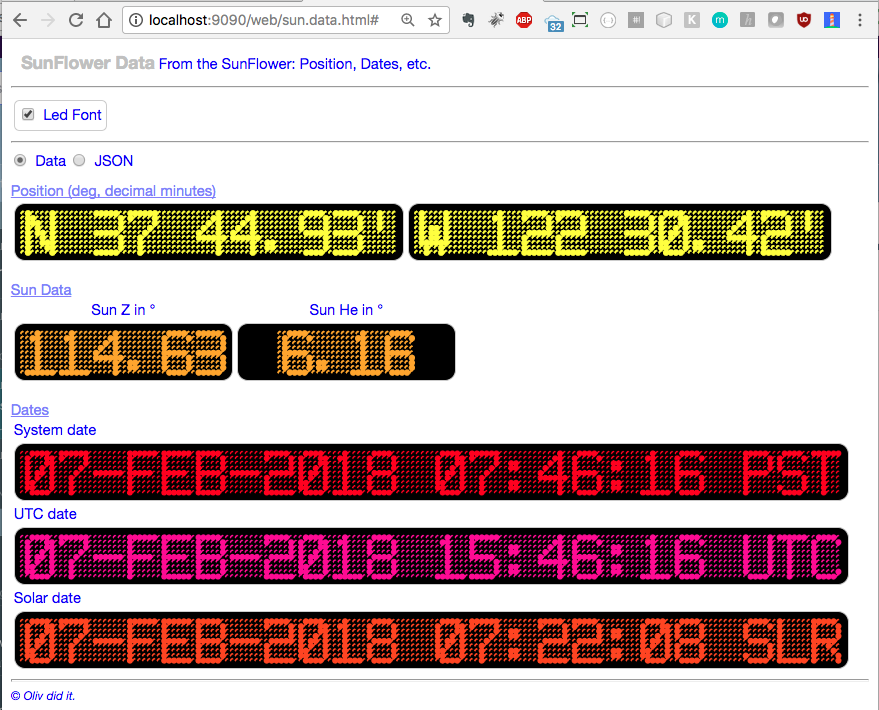 localhost:9090/web/sun.data.html#
ABP
32
#!
K
m
h
SunFlower Data From the SunFlower: Position, Dates, etc.
Led Font
Data JSON
Position (deg, decimal minutes)
N 37 44.93' W 122 30.42'
Sun Data
Sun Z in ° Sun He in °
114.63 6.16
Dates
System date
07-FEB-2018 07:46:16 PST
UTC date
07-FEB-2018 15:46:16 UTC
Solar date
07-FEB-2018 07:22:08 SLR
© Oliv did it.